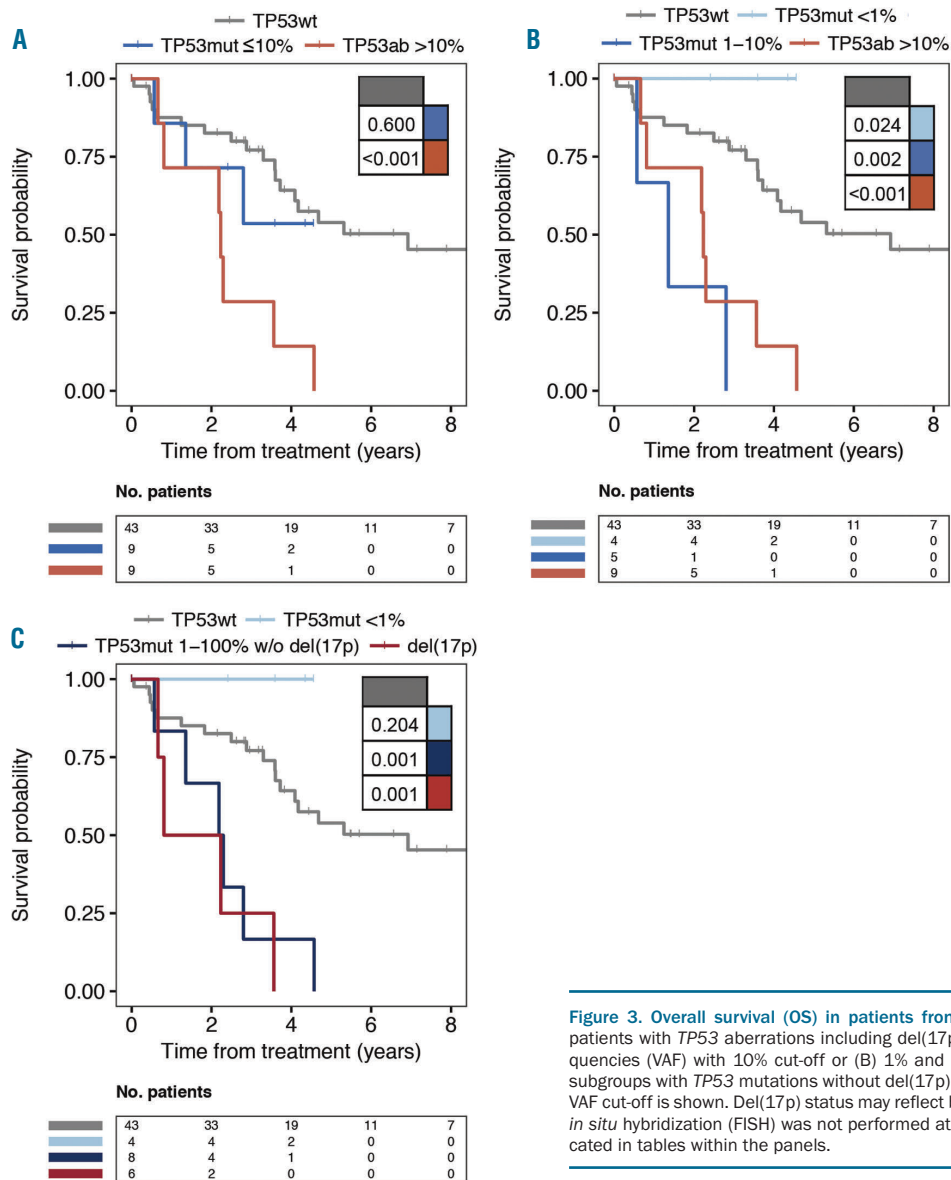 A
TP53wt
TP53mut ≤10% TP53ab >10%
Survival probability
1.00
0.75
0.50
0.25
0.00
0.600
<0.001
0 2 4 6 8
Time from treatment (years)
No. patients
43 33 19 11 7
9 5 2 0 0
9 5 1 0 0
B
TP53wt TP53mut <1%
TP53mut 1–10% TP53ab >10%
Survival probability
1.00
0.75
0.50
0.25
0.00
0.024
0.002
<0.001
0 2 4 6 8
Time from treatment (years)
No. patients
43 33 19 11 7
4 4 2 0 0
5 1 0 0 0
9 5 1 0 0
C
TP53wt TP53mut <1%
TP53mut 1–100% w/o del(17p) del(17p)
Survival probability
1.00
0.75
0.50
0.25
0.00
0.204
0.001
0.001
0 2 4 6 8
Time from treatment (years)
No. patients
43 33 19 11 7
4 4 2 0 0
8 4 1 0 0
6 2 0 0 0
Figure 3. Overall survival (OS) in patients from
patients with TP53 aberrations including del(17p
quencies (VAF) with 10% cut-off or (B) 1% and
subgroups with TP53 mutations without del(17p)
VAF cut-off is shown. Del(17p) status may reflect
in situ hybridization (FISH) was not performed at
cated in tables within the panels.